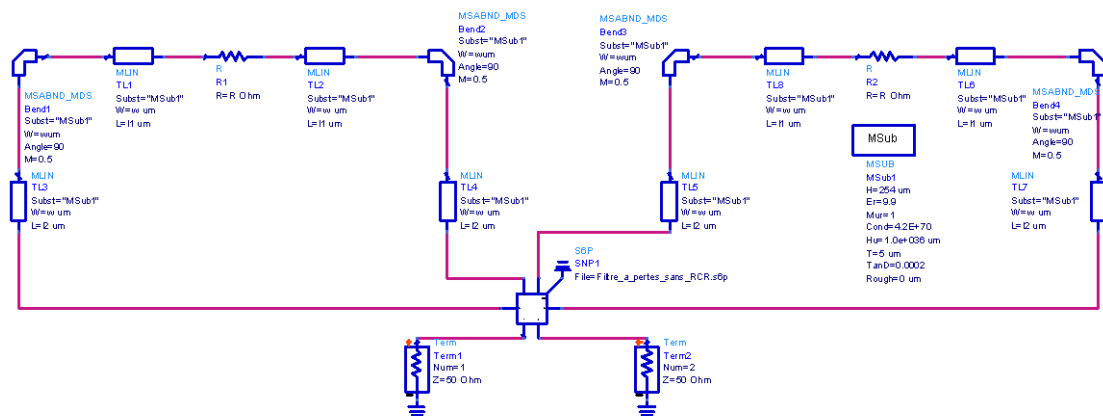 MSABND_MDS
Bend2
Subst="MSub1"
W=wum
Angle=90
M=0.5
MSABND_MDS
Bend3
Subst="MSub1"
W=wum
Angle=90
M=0.5
MLIN
TL1
Subst="MSub1"
W=w um
L=l1 um
R
R1
R=R Ohm
MLIN
TL2
Subst="MSub1"
W=w um
L=l1 um
MLIN
TL8
Subst="MSub1"
W=w um
L=l1 um
R
R2
R=R Ohm
MLIN
TL6
Subst="MSub1"
W=w um
L=l1 um
MSABND_MDS
Bend1
Subst="MSub1"
W=wum
Angle=90
M=0.5
MSABND_MDS
Bend4
Subst="MSub1"
W=wum
Angle=90
M=0.5
MSub
MSUB
MSub1
H=254 um
Er=9.9
Mur=1
Cond=4.2E+70
Hu=1.0e+036 um
T=5 um
TanD=0.0002
Rough=0 um
MLIN
TL3
Subst="MSub1"
W=w um
L=l2 um
MLIN
TL4
Subst="MSub1"
W=w um
L=l2 um
MLIN
TL5
Subst="MSub1"
W=w um
L=l2 um
MLIN
TL7
Subst="MSub1"
W=w um
L=l2 um
S6P
SNP1
File=Filtre_a_pertes_sans_RCR.s6p
Term
Term1
Num=1
Z=50 Ohm
Term
Term2
Num=2
Z=50 Ohm